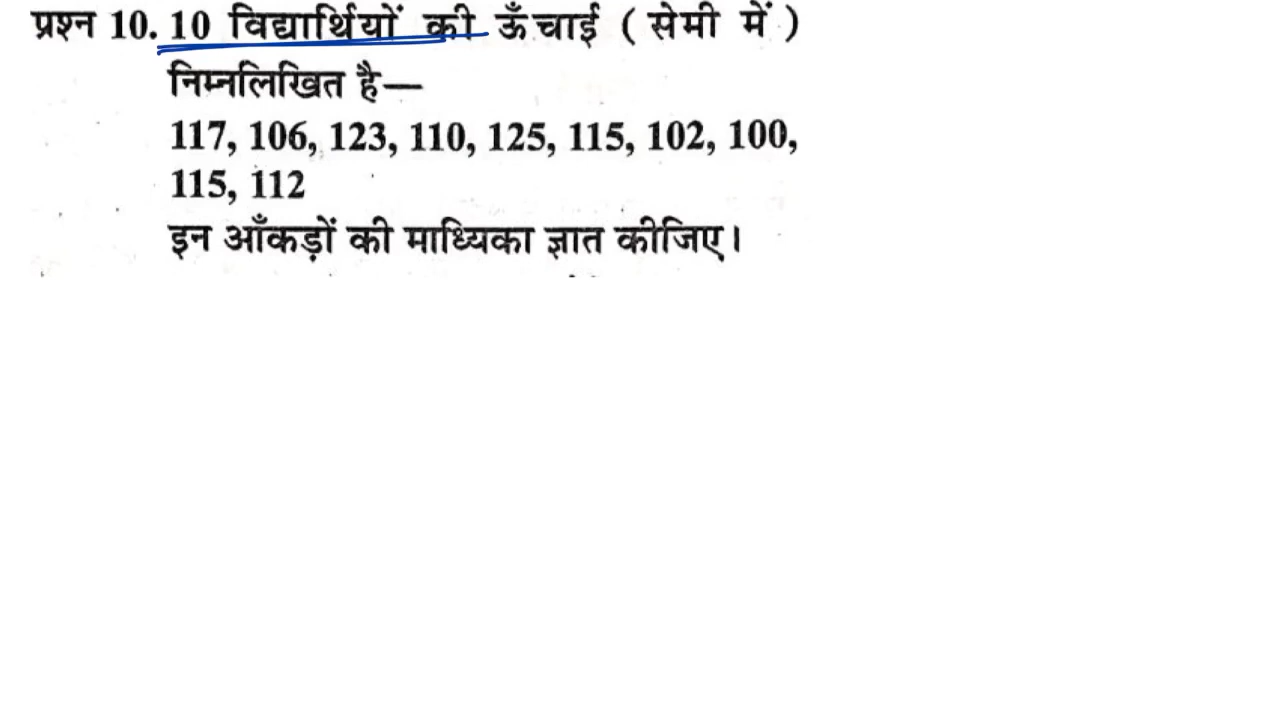 प्रश्न 10. 10 विद्यार्थियों की ऊँचाई ( सेमी में )
निम्नलिखित है—
117, 106, 123, 110, 125, 115, 102, 100,
115, 112
इन आँकड़ों की माध्यिका ज्ञात कीजिए।